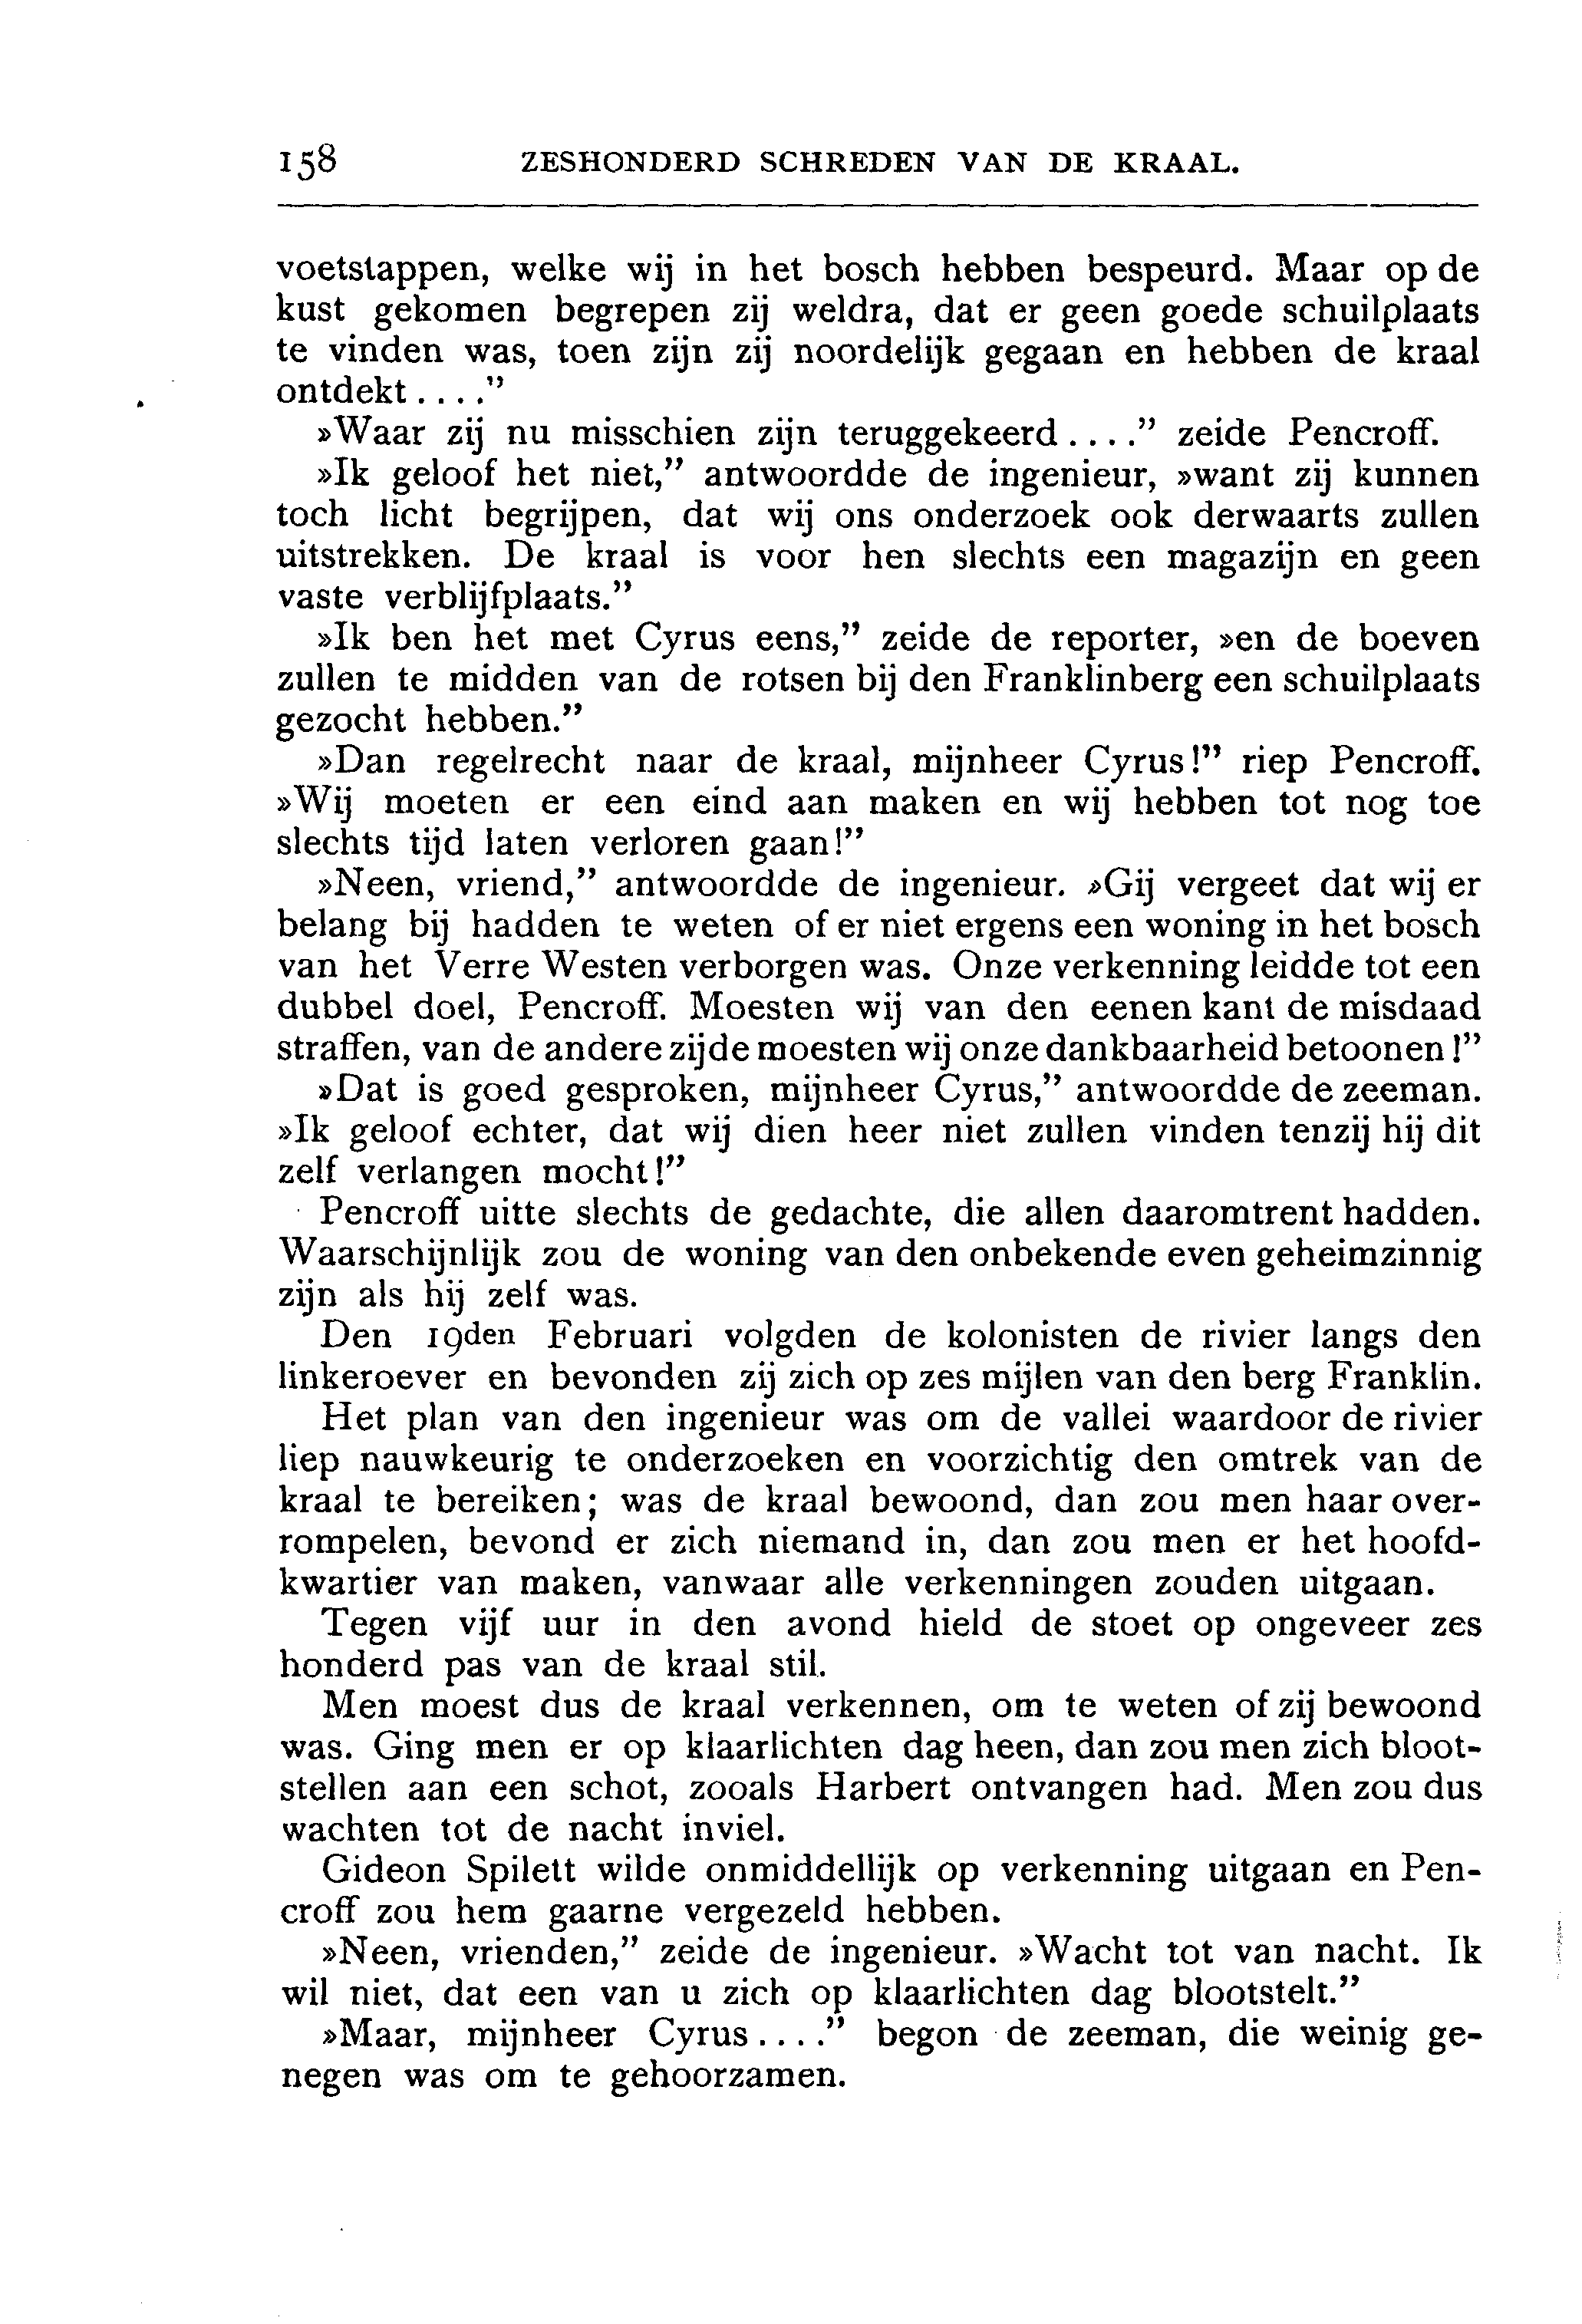 158 ZESHONDERD SCHREDEN VAN DE KRAAL.
voetstappen, welke wij in het bosch hebben bespeurd. Maar op de
kust gekomen begrepen zij weldra, dat er geen goede schuilplaats
te vinden was, toen zijn zij noordelijk gegaan en hebben de kraal
ontdekt . . . .”
»Waar zij nu misschien zijn teruggekeerd . . . .” zeide Pencroff.
»Ik geloof het niet,” antwoordde de ingenieur, »want zij kunnen
toch licht begrijpen, dat wij ons onderzoek ook derwaarts zullen
uitstrekken. De kraal is voor hen slechts een magazijn en geen
vaste verblijfplaats.”
»Ik ben het met Cyrus eens,” zeide de reporter, »en de boeven
zullen te midden van de rotsen bij den Franklinberg een schuilplaats
gezocht hebben.”
»Dan regelrecht naar de kraal, mijnheer Cyrus!” riep Pencroff.
»Wij moeten er een eind aan maken en wij hebben tot nog toe
slechts tijd laten verloren gaan!”
»Neen, vriend,” antwoordde de ingenieur. »Gij vergeet dat wij er
belang bij hadden te weten of er niet ergens een woning in het bosch
van het Verre Westen verborgen was. Onze verkenning leidde tot een
dubbel doel, Pencroff. Moesten wij van den eenen kant de misdaad
straffen, van de andere zijde moesten wij onze dankbaarheid betoonen!”
»Dat is goed gesproken, mijnheer Cyrus,” antwoordde de zeeman.
»Ik geloof echter, dat wij dien heer niet zullen vinden tenzij hij dit
zelf verlangen mocht!”
Pencroff uitte slechts de gedachte, die allen daaromtrent hadden.
Waarschijnlijk zou de woning van den onbekende even geheimzinnig
zijn als hij zelf was.
Den 19den Februari volgden de kolonisten de rivier langs den
linkeroever en bevonden zij zich op zes mijlen van den berg Franklin.
Het plan van den ingenieur was om de vallei waardoor de rivier
liep nauwkeurig te onderzoeken en voorzichtig den omtrek van de
kraal te bereiken; was de kraal bewoond, dan zou men haar over-
rompelen, bevond er zich niemand in, dan zou men er het hoofd-
kwartier van maken, vanwaar alle verkenningen zouden uitgaan.
Tegen vijf uur in den avond hield de stoet op ongeveer zes
honderd pas van de kraal stil.
Men moest dus de kraal verkennen, om te weten of zij bewoond
was. Ging men er op klaarlichten dag heen, dan zou men zich bloot-
stellen aan een schot, zooals Harbert ontvangen had. Men zou dus
wachten tot de nacht inviel.
Gideon Spilett wilde onmiddellijk op verkenning uitgaan en Pen-
croff zou hem gaarne vergezeld hebben.
»Neen, vrienden,” zeide de ingenieur. »Wacht tot van nacht. Ik
wil niet, dat een van u zich op klaarlichten dag blootstelt.”
»Maar, mijnheer Cyrus . . . .” begon de zeeman, die weinig ge-
negen was om te gehoorzamen.